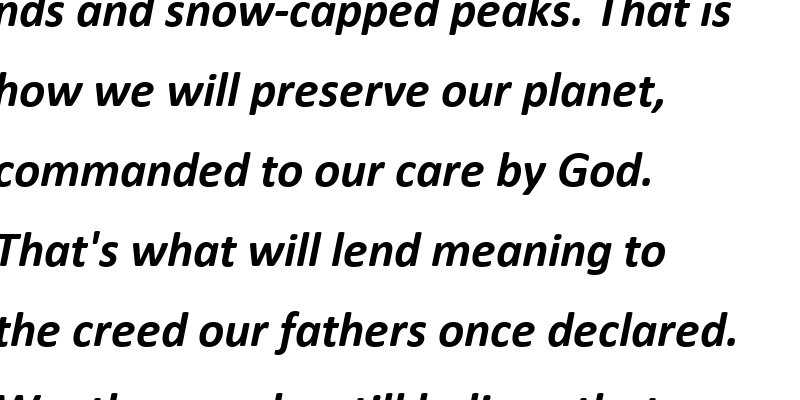 nds and snow-capped peaks. That is
how we will preserve our planet,
commanded to our care by God.
That's what will lend meaning to
the creed our fathers once declared.